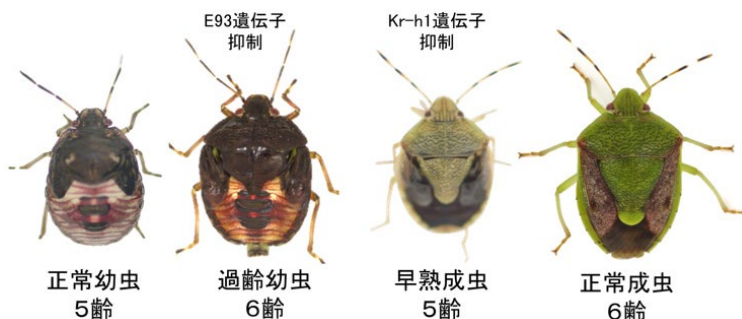 E93遺伝子
抑制
Kr-h1遺伝子
抑制
正常幼虫
5齢
過齢幼虫
6齢
早熟成虫
5齢
正常成虫
6齢